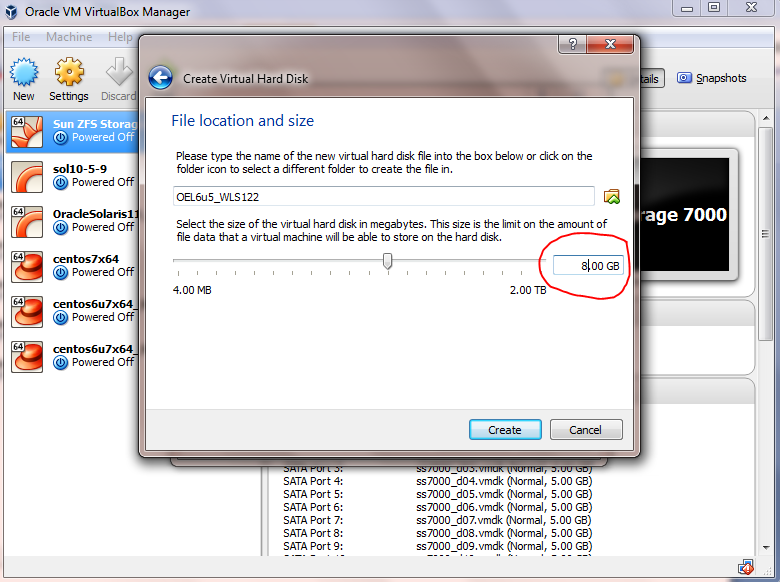 Oracle VM VirtualBox Manager
File Machine Help
New Settings Discard
tails Snapshots
64 Sun ZFS Storag
Powered Off
sol10-5-9
Powered Off
64 OracleSolaris11
Powered Off
64 centos7x64
Powered Off
64 centos6u7x64_
Powered Off
64 centos6u7x64_
Powered Off
rage 7000
?
Create Virtual Hard Disk
File location and size
Please type the name of the new virtual hard disk file into the box below or click on the
folder icon to select a different folder to create the file in.
OEL6u5_WLS122
Select the size of the virtual hard disk in megabytes. This size is the limit on the amount of
file data that a virtual machine will be able to store on the hard disk.
8.00 GB
4.00 MB 2.00 TB
Create Cancel
SATA Port 3: ss7000_d03.vmdk (Normal, 5.00 GB)
SATA Port 4: ss7000_d04.vmdk (Normal, 5.00 GB)
SATA Port 5: ss7000_d05.vmdk (Normal, 5.00 GB)
SATA Port 6: ss7000_d06.vmdk (Normal, 5.00 GB)
SATA Port 7: ss7000_d07.vmdk (Normal, 5.00 GB)
SATA Port 8: ss7000_d08.vmdk (Normal, 5.00 GB)
SATA Port 9: ss7000_d09.vmdk (Normal, 5.00 GB)